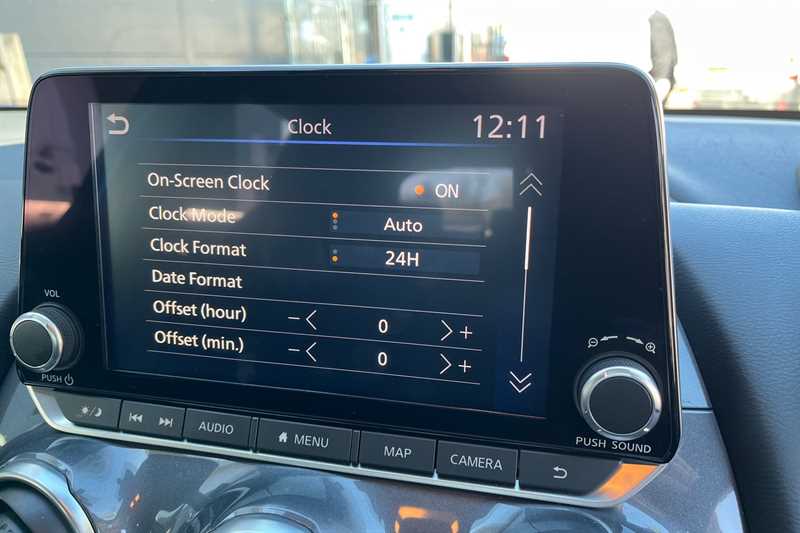 Clock 12:11
On-Screen Clock ON
Clock Mode Auto
Clock Format 24H
Date Format
Offset (hour) − 0 +
Offset (min.) − 0 +
VOL
PUSH
PUSH SOUND
AUDIO
MENU
MAP
CAMERA